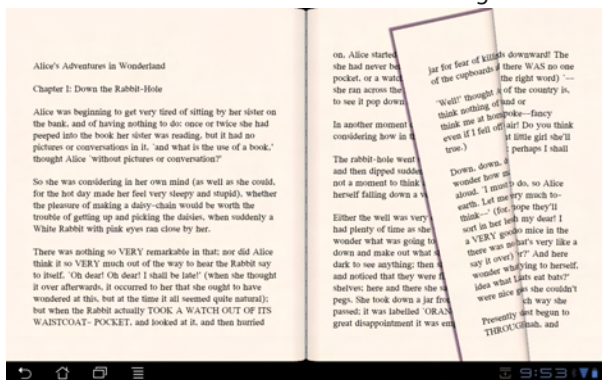 Alice's Adventures in Wonderland
Chapter I: Down the Rabbit-Hole
Alice was beginning to get very tired of sitting by her sister on
the bank, and of having nothing to do: once or twice she had
peeped into the book her sister was reading, but it had no
pictures or conversations in it, `and what is the use of a book,'
thought Alice `without pictures or conversation?'
So she was considering in her own mind (as well as she could,
for the hot day made her feel very sleepy and stupid), whether
the pleasure of making a daisy-chain would be worth the
trouble of getting up and picking the daisies, when suddenly a
White Rabbit with pink eyes ran close by her.
There was nothing so VERY remarkable in that; nor did Alice
think it so VERY much out of the way to hear the Rabbit say
to itself, `Oh dear! Oh dear! I shall be late!' (when she thought
it over afterwards, it occurred to her that she ought to have
wondered at this, but at the time it all seemed quite natural);
but when the Rabbit actually TOOK A WATCH OUT OF ITS
WAISTCOAT- POCKET, and looked at it, and then hurried
on, Alice started
she had never
pocket, or a
she ran across the
to see it pop down
In another moment
considering how in
The rabbit-hole went
and then dipped
not a moment to think
herself falling down a
Either the well was very
had plenty of time as she
wonder what was going to
down and make out what
dark to see anything; then
and noticed that they were
shelves; here and there she
pegs. She took down a jar
passed; it was labelled
great disappointment it was
jar for fear of
of the cupboards
`Well!' thought
think nothing of
think me at
even if I fell off
true.)
Down, down,
wonder how
aloud. `I must
earth. Let me
think--' (for,
sort in her
a VERY
there was no
say it over)
wonder
idea what
were nice
Presently
THROUGH
downward! The
there WAS no one
the right word) `--
of the country is,
and or
fancy
air! Do you think
little girl she'll
perhaps I shall
do, so Alice
very much to-
hope they'll
my dear! I
mice in the
that's very like a
And here
to herself,
eat bats?'
she couldn't
which way she
begun to
and
9:53